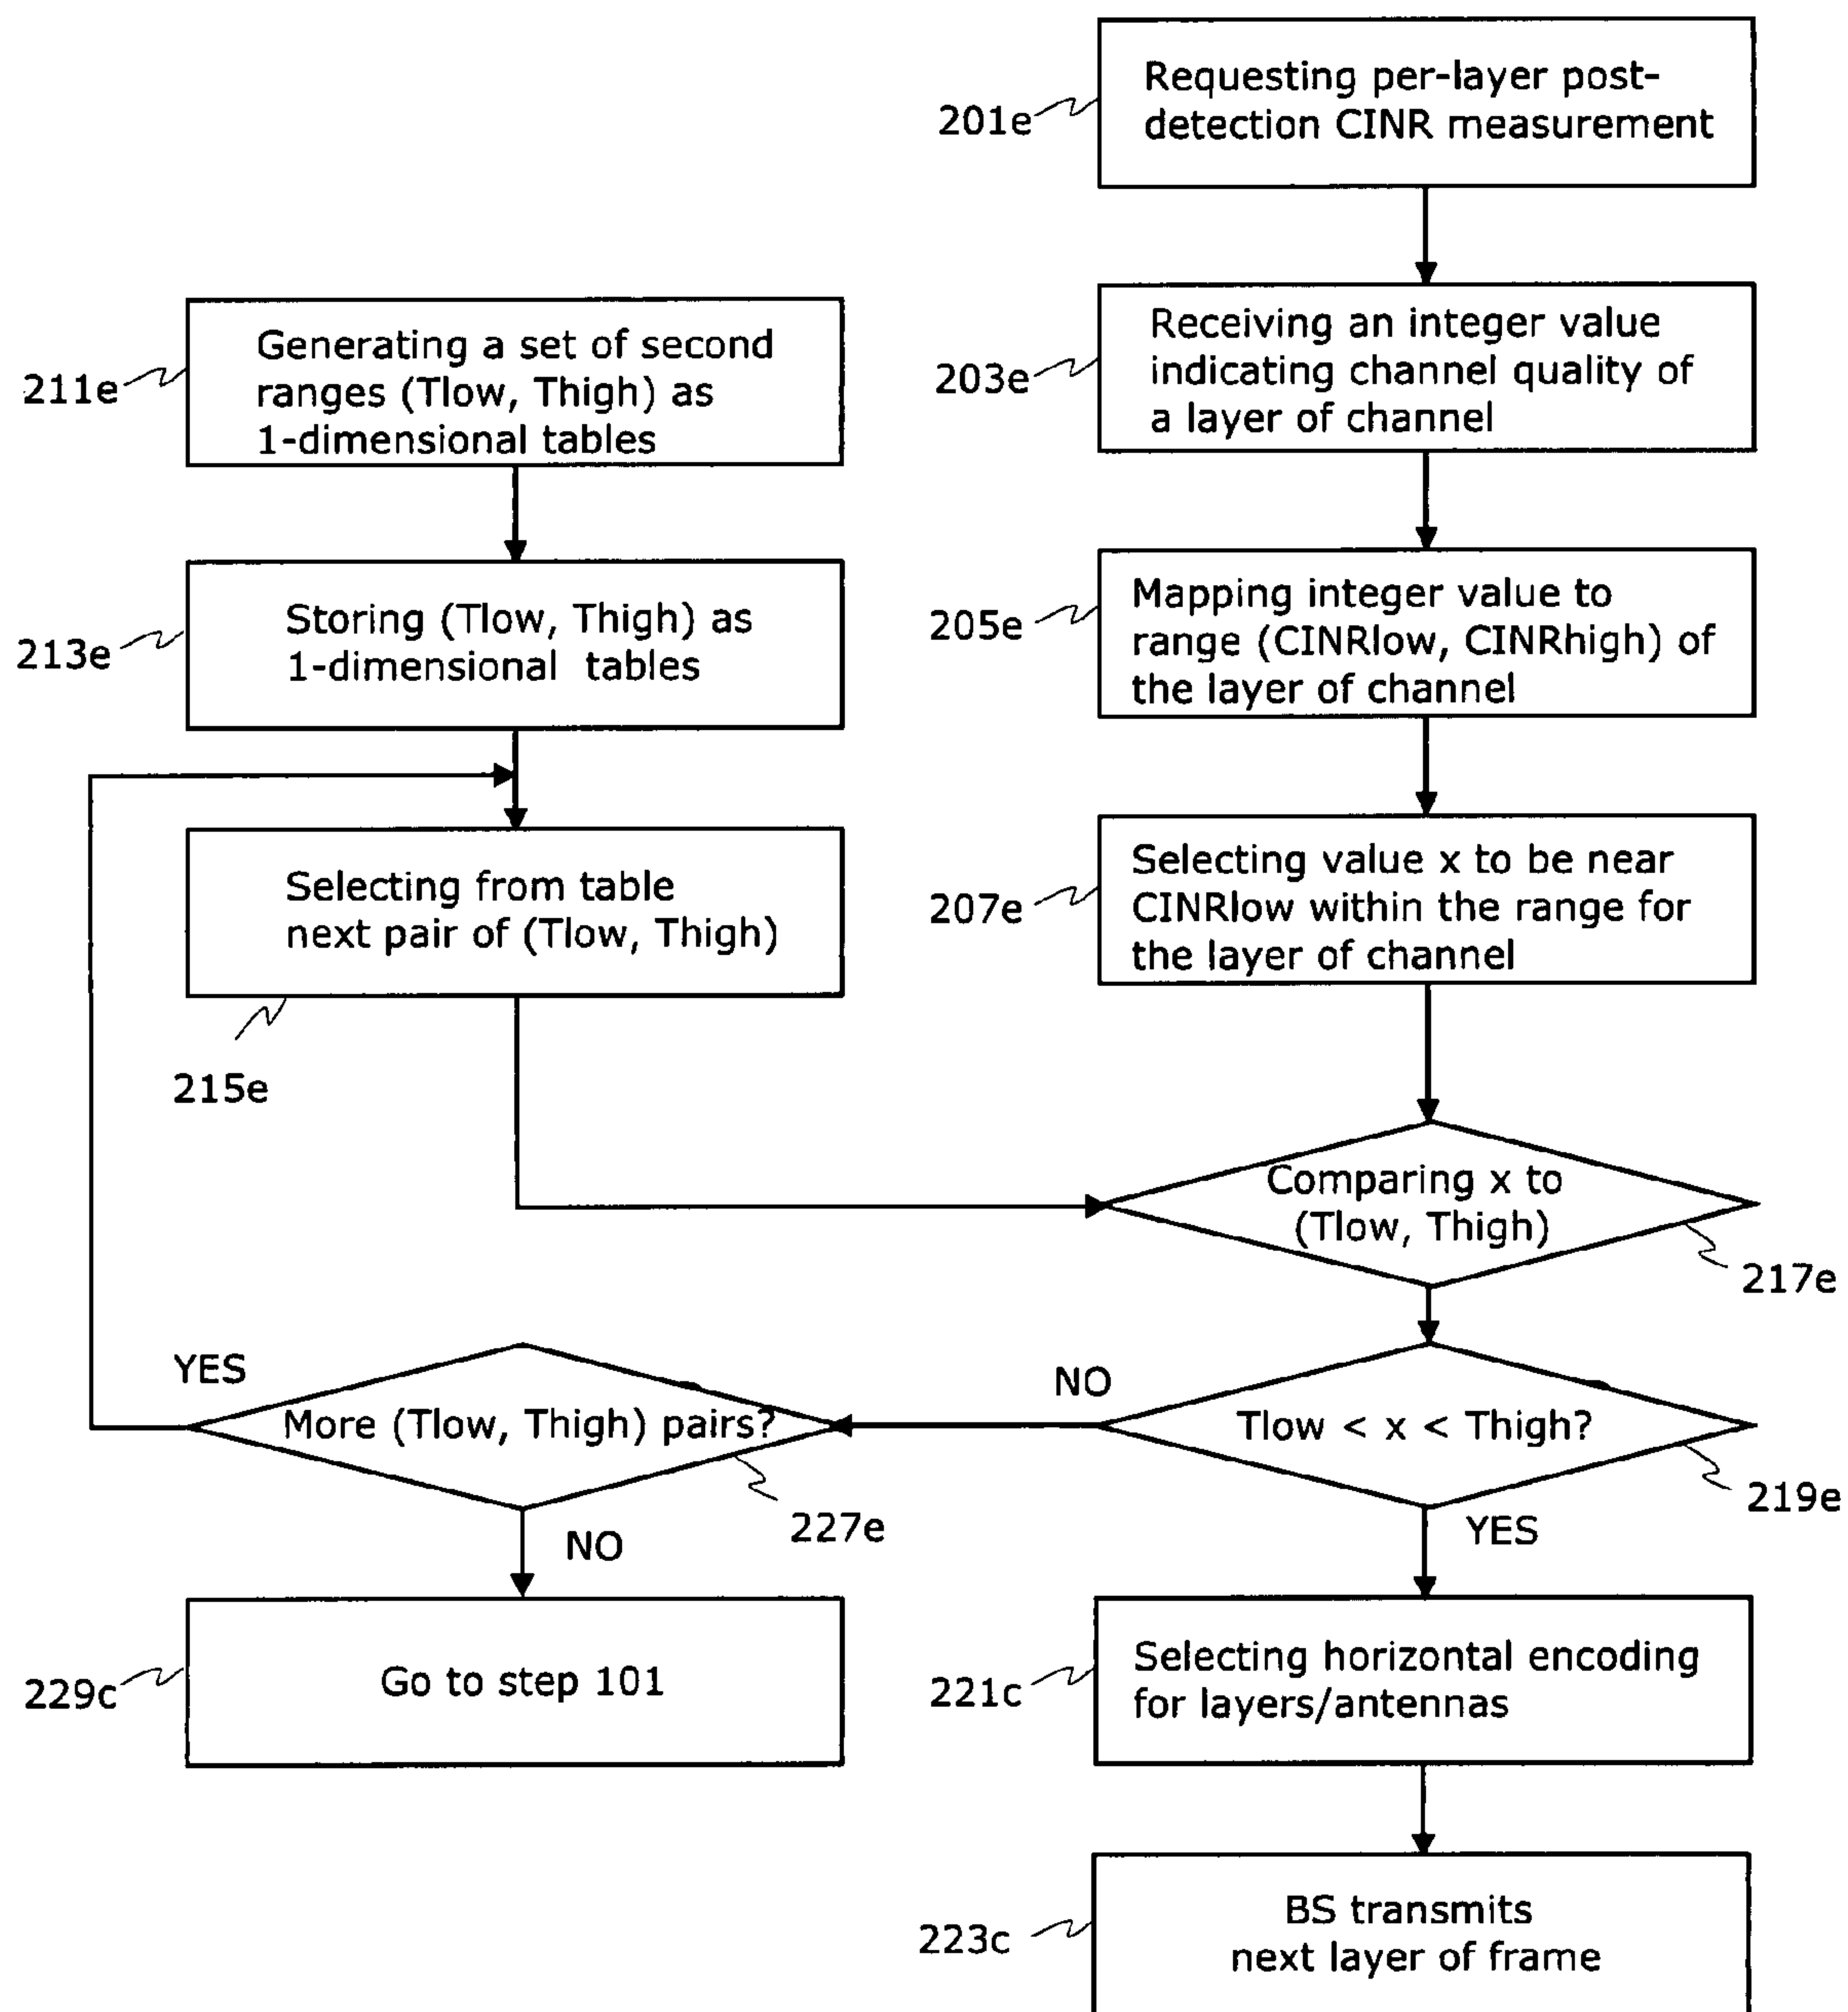 Requesting per-layer post-
detection CINR measurement
201e
Receiving an integer value
indicating channel quality of
a layer of channel
203e
Generating a set of second
ranges (Tlow, Thigh) as
1-dimensional tables
211e
Mapping integer value to
range (CINRlow, CINRhigh) of
the layer of channel
205e
Storing (Tlow, Thigh) as
1-dimensional tables
213e
Selecting value x to be near
CINRlow within the range for
the layer of channel
207e
Selecting from table
next pair of (Tlow, Thigh)
215e
Comparing x to
(Tlow, Thigh)
217e
Tlow < x < Thigh?
219e
NO
YES
More (Tlow, Thigh) pairs?
227e
YES
NO
Go to step 101
229c
Selecting horizontal encoding
for layers/antennas
221c
BS transmits
next layer of frame
223c